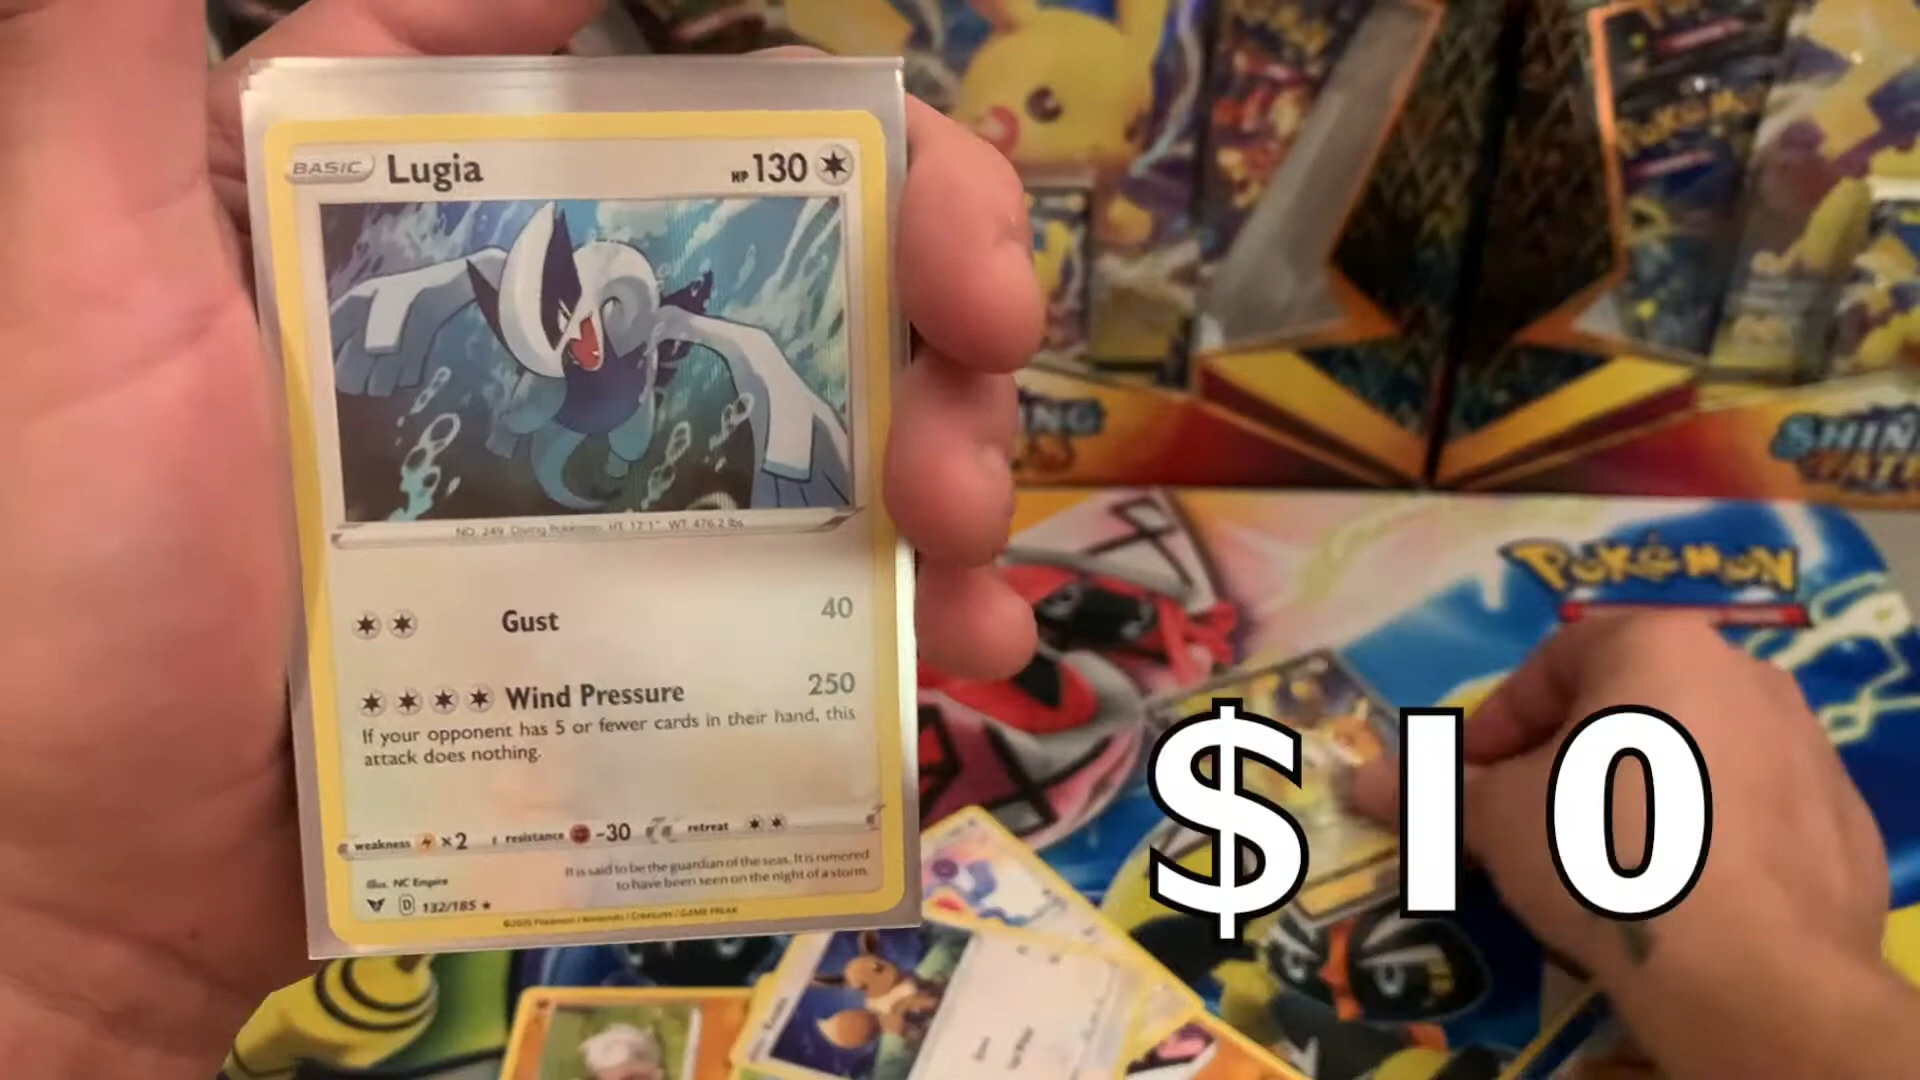 BASIC Lugia HP 130
NO. 249 Diving Pokémon HT: 17'1" WT: 476.2 lbs.
Gust 40
Wind Pressure 250
If your opponent has 5 or fewer cards in their hand, this
attack does nothing.
weakness ×2 resistance -30 retreat
It is said to be the guardian of the seas. It is rumored
to have been seen on the night of a storm.
Illus. NC Empire
D 132/185 ★
©2020 Pokémon / Nintendo / Creatures / GAME FREAK
POKéMON
$10